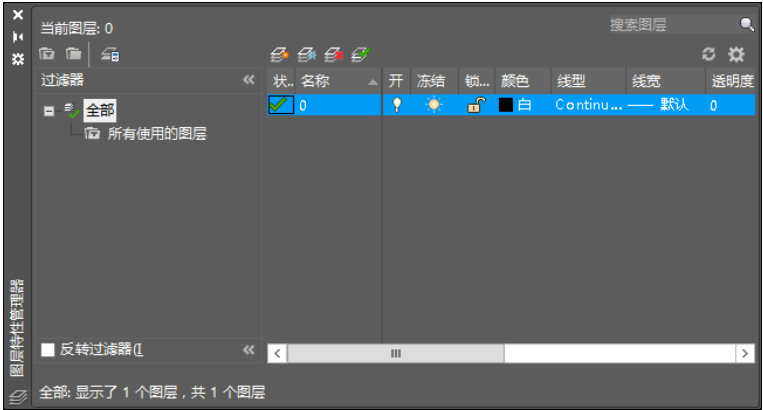 当前图层: 0
搜索图层
过滤器
状.. 名称 开 冻结 锁... 颜色 线型 线宽 透明度
全部
0 白 Continu... 默认 0
所有使用的图层
反转过滤器(I
全部: 显示了 1 个图层 , 共 1 个图层
图层特性管理器